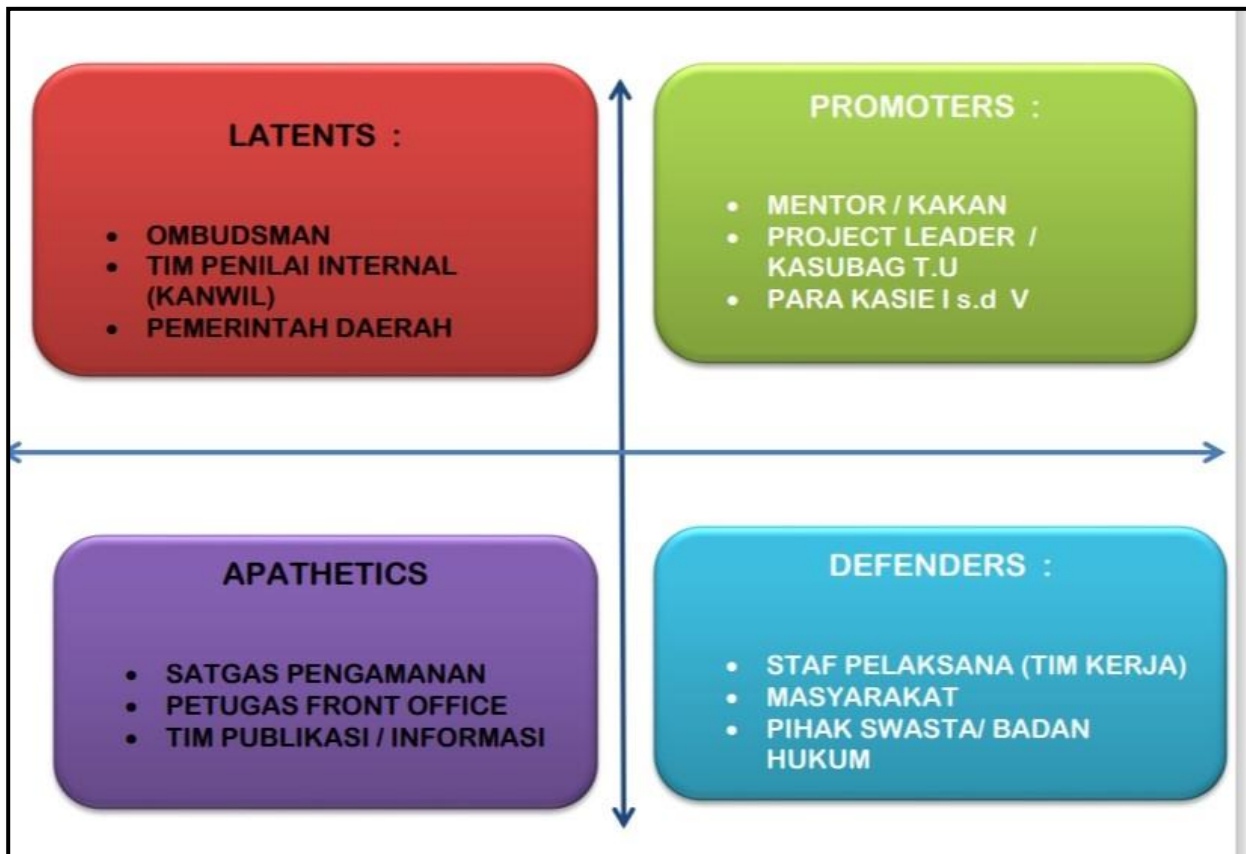 LATENTS :
• OMBUDSMAN
• TIM PENILAI INTERNAL
(KANWIL)
• PEMERINTAH DAERAH
PROMOTERS :
• MENTOR / KAKAN
• PROJECT LEADER /
KASUBAG T.U
• PARA KASIE I s.d V
APATHETICS
• SATGAS PENGAMANAN
• PETUGAS FRONT OFFICE
• TIM PUBLIKASI / INFORMASI
DEFENDERS :
• STAF PELAKSANA (TIM KERJA)
• MASYARAKAT
• PIHAK SWASTA/ BADAN
HUKUM